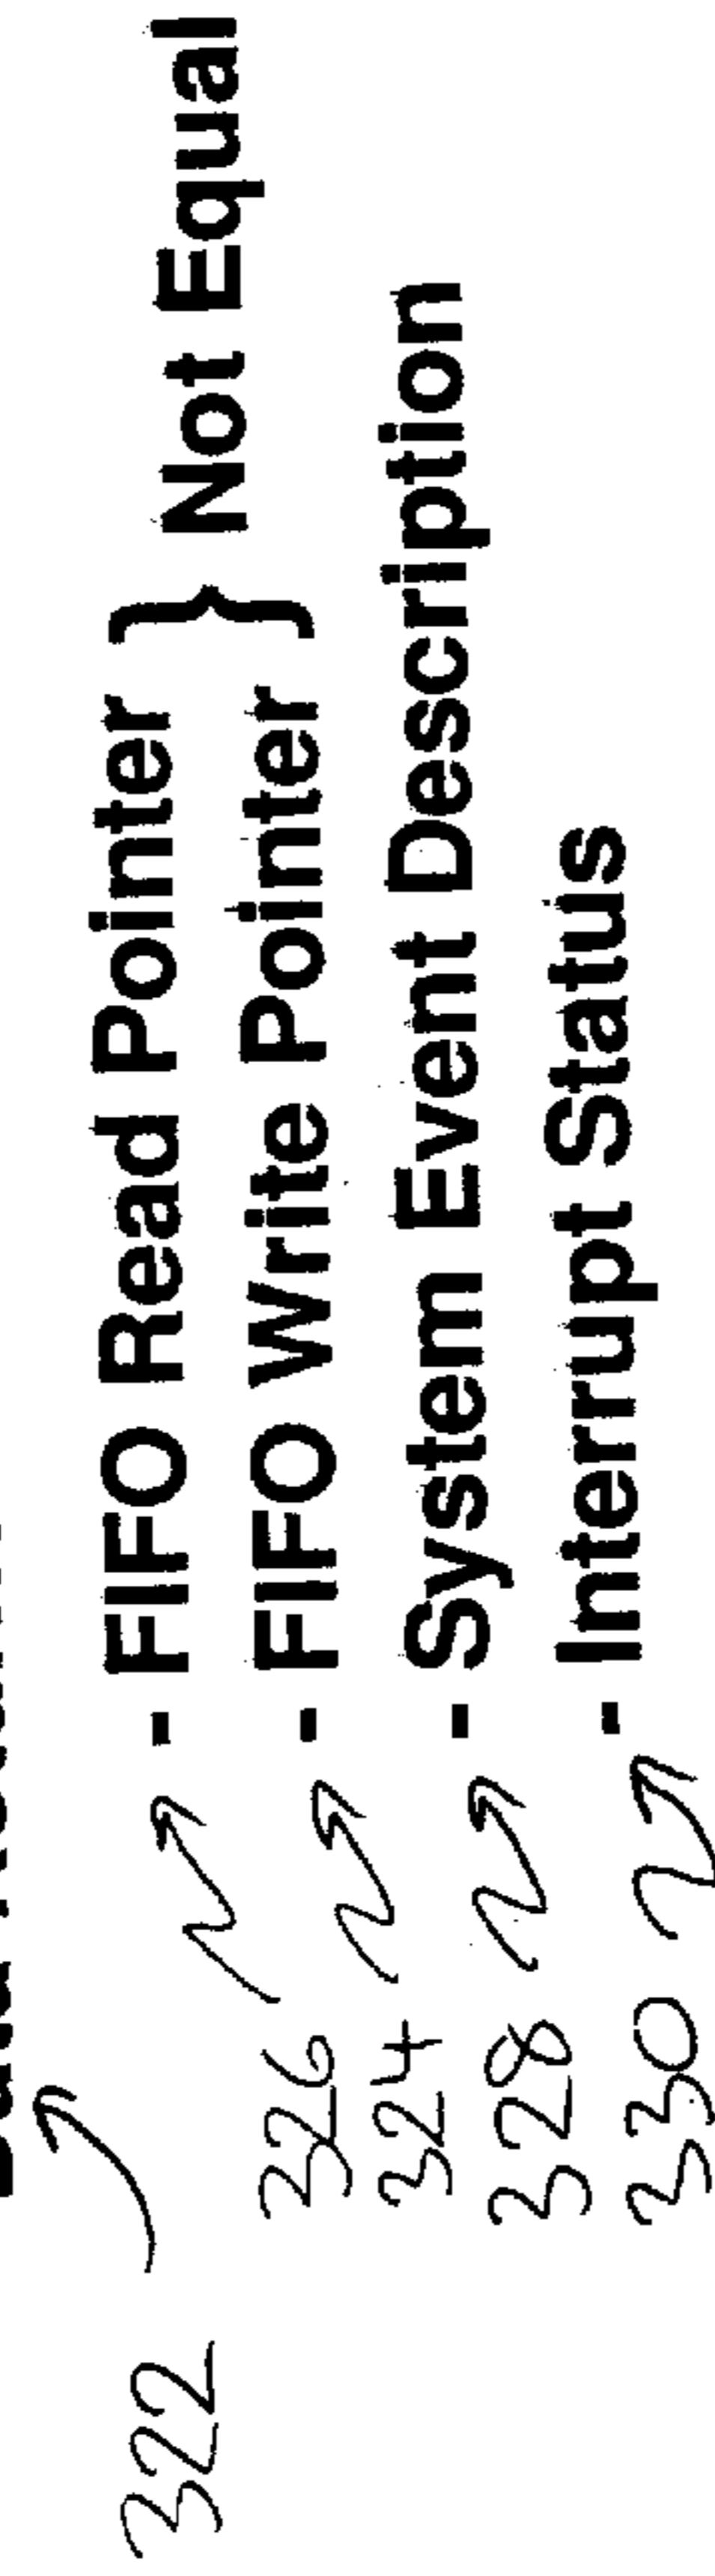 322
326 - FIFO Read Pointer } Not Equal
324 - FIFO Write Pointer
328 - System Event Description
330 - Interrupt Status